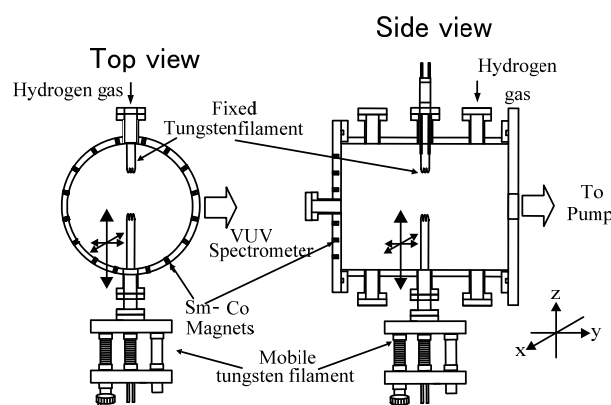 Top view
Side view
Hydrogen gas
Hydrogen
gas
Fixed
Tungstenfilament
VUV
Spectrometer
To
Pump
Sm- Co
Magnets
Mobile
tungsten filament
z
y
x